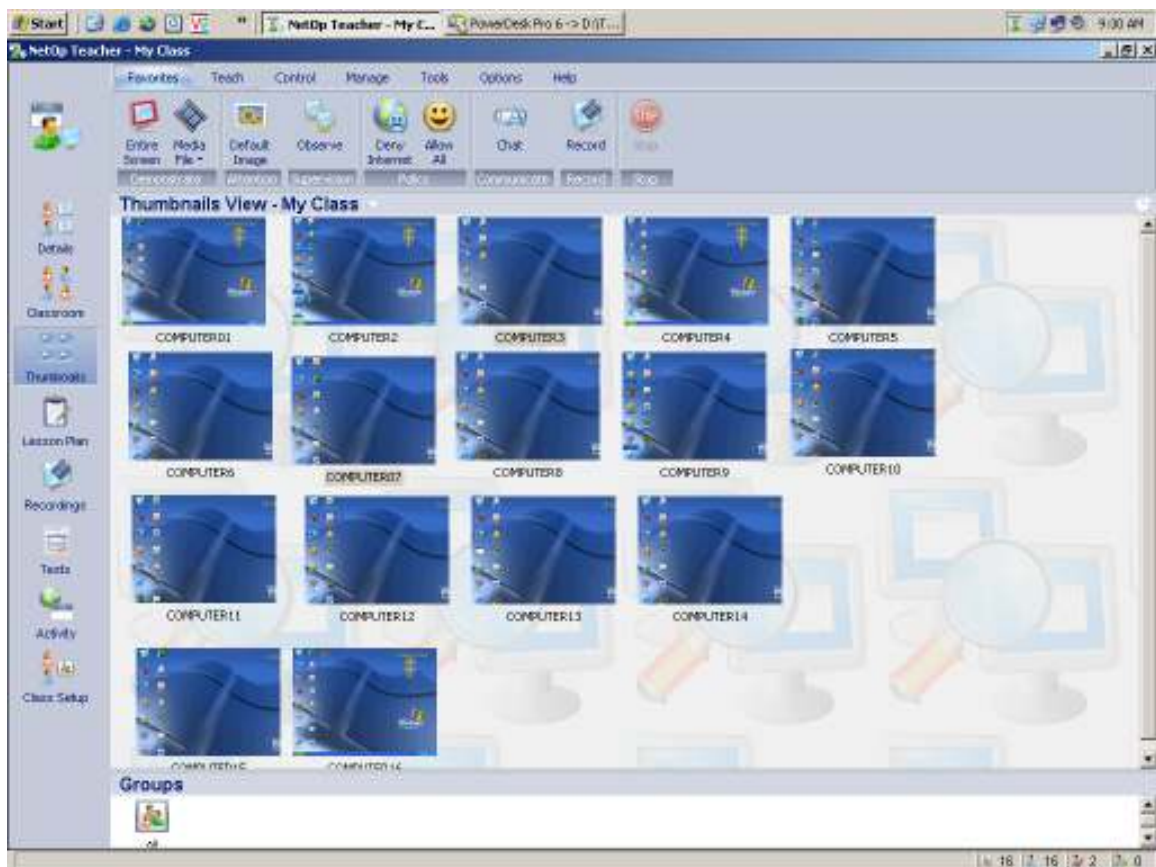 Start " NetOp Teacher - My C... PowerDesk Pro 6 -> D:\T... 9:00 AM
NetOp Teacher - My Class
Favorites Teach Control Manage Tools Options Help
Entire Screen Media File Default Image Observe Deny Internet Allow All Chat Record Stop
Demonstrate Attention Supervision Policy Communicate Record Stop
Thumbnails View - My Class
Details
Classroom
Thumbnails
Lesson Plan
Recordings
Tests
Activity
Class Setup
COMPUTER01 COMPUTER2 COMPUTER3 COMPUTER4 COMPUTER5
COMPUTER6 COMPUTER07 COMPUTER8 COMPUTER9 COMPUTER10
COMPUTER11 COMPUTER12 COMPUTER13 COMPUTER14
COMPUTER15 COMPUTER16
Groups
all
16 16 2 0